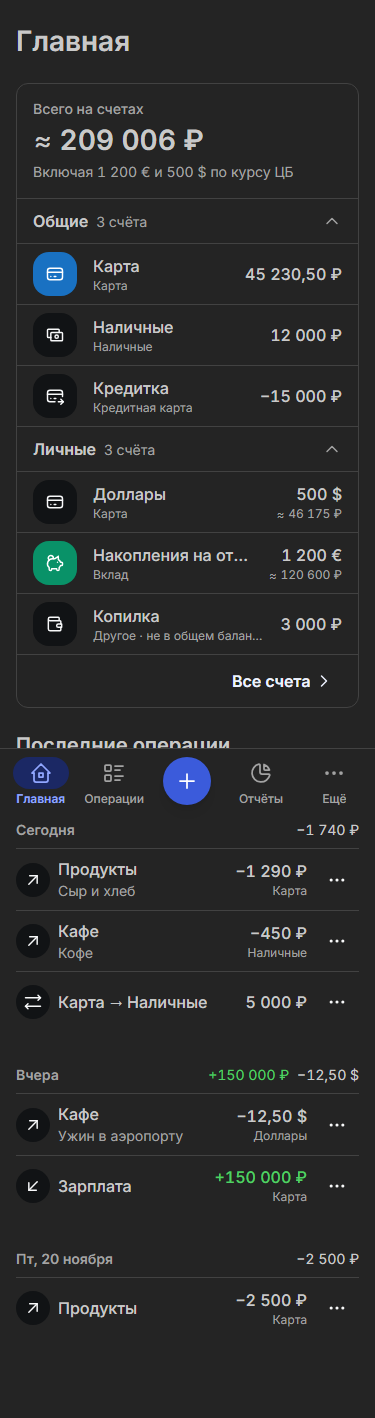 Главная
Всего на счетах
≈ 209 006 ₽
Включая 1 200 € и 500 $ по курсу ЦБ
Общие 3 счёта
Карта
45 230,50 ₽
Карта
Наличные
12 000 ₽
Наличные
Кредитка
−15 000 ₽
Кредитная карта
Личные 3 счёта
Доллары
500 $
Карта
≈ 46 175 ₽
Накопления на от...
1 200 €
Вклад
≈ 120 600 ₽
Копилка
3 000 ₽
Другое · не в общем балан...
Все счета
Последние операции
Главная
Операции
Отчёты
Ещё
Сегодня
−1 740 ₽
Продукты
−1 290 ₽
Сыр и хлеб
Карта
Кафе
−450 ₽
Кофе
Наличные
Карта → Наличные
5 000 ₽
Вчера
+150 000 ₽ −12,50 $
Кафе
−12,50 $
Ужин в аэропорту
Доллары
Зарплата
+150 000 ₽
Карта
Пт, 20 ноября
−2 500 ₽
Продукты
−2 500 ₽
Карта